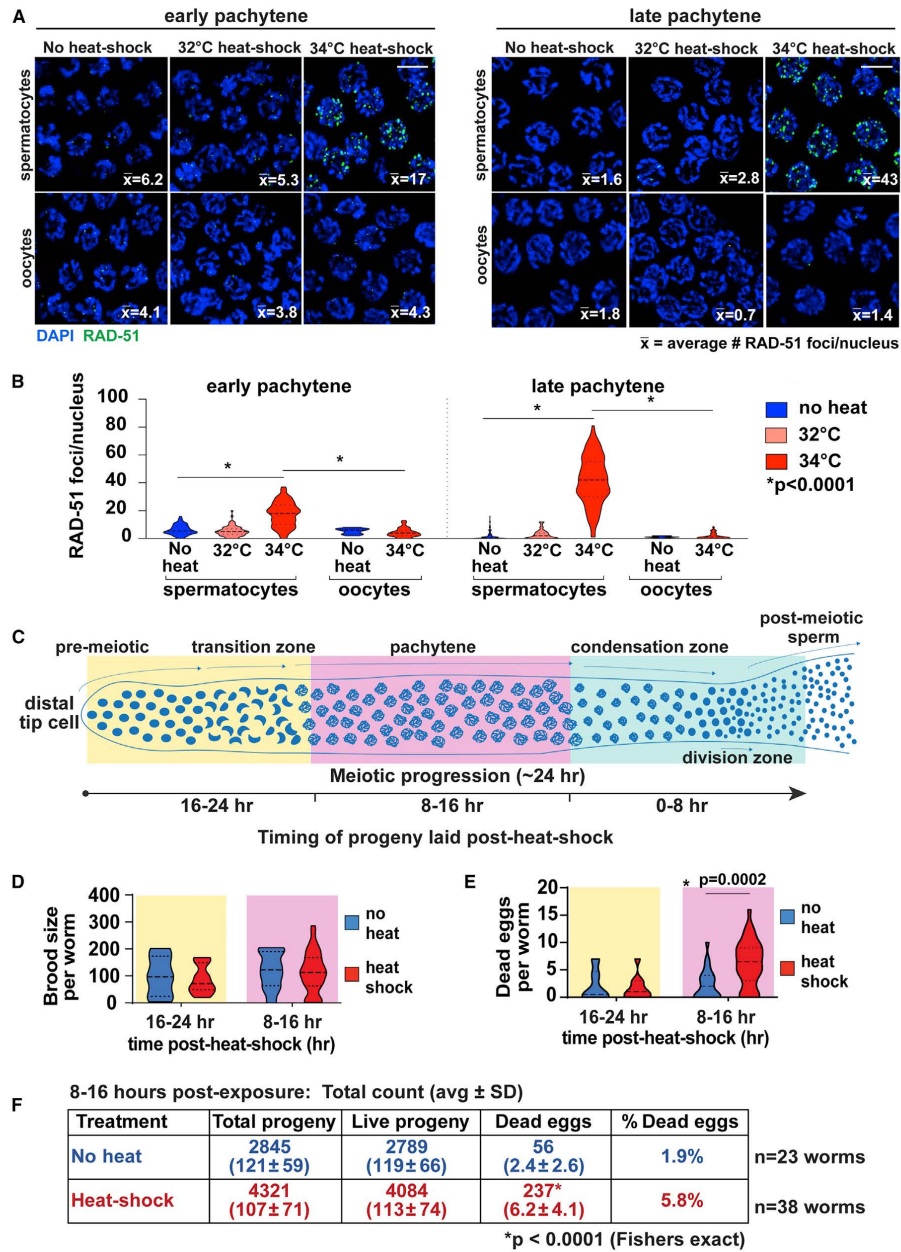 A
early pachytene
late pachytene
No heat-shock 32°C heat-shock 34°C heat-shock
No heat-shock 32°C heat-shock 34°C heat-shock
spermatocytes
x̅=6.2
x̅=5.3
x̅=17
spermatocytes
x̅=1.6
x̅=2.8
x̅=43
oocytes
x̅=4.1
x̅=3.8
x̅=4.3
oocytes
x̅=1.8
x̅=0.7
x̅=1.4
DAPI RAD-51
x̅ = average # RAD-51 foci/nucleus
B
early pachytene
late pachytene
RAD-51 foci/nucleus
100
80
60
40
20
0
*
*
*
*
no heat
32°C
34°C
*p<0.0001
No heat
32°C
34°C
No heat
34°C
No heat
32°C
34°C
No heat
34°C
spermatocytes
oocytes
spermatocytes
oocytes
C
pre-meiotic
transition zone
pachytene
condensation zone
post-meiotic
sperm
distal
tip cell
division zone
Meiotic progression (~24 hr)
16-24 hr
8-16 hr
0-8 hr
Timing of progeny laid post-heat-shock
D
Brood size
per worm
400
300
200
100
0
no
heat
heat
shock
16-24 hr
8-16 hr
time post-heat-shock (hr)
E
Dead eggs
per worm
20
15
10
5
0
* p=0.0002
no
heat
heat
shock
16-24 hr
8-16 hr
time post-heat-shock (hr)
F
8-16 hours post-exposure: Total count (avg ± SD)
Treatment Total progeny Live progeny Dead eggs % Dead eggs
No heat 2845 (121±59) 2789 (119±66) 56 (2.4±2.6) 1.9% n=23 worms
Heat-shock 4321 (107±71) 4084 (113±74) 237* (6.2±4.1) 5.8% n=38 worms
*p < 0.0001 (Fishers exact)